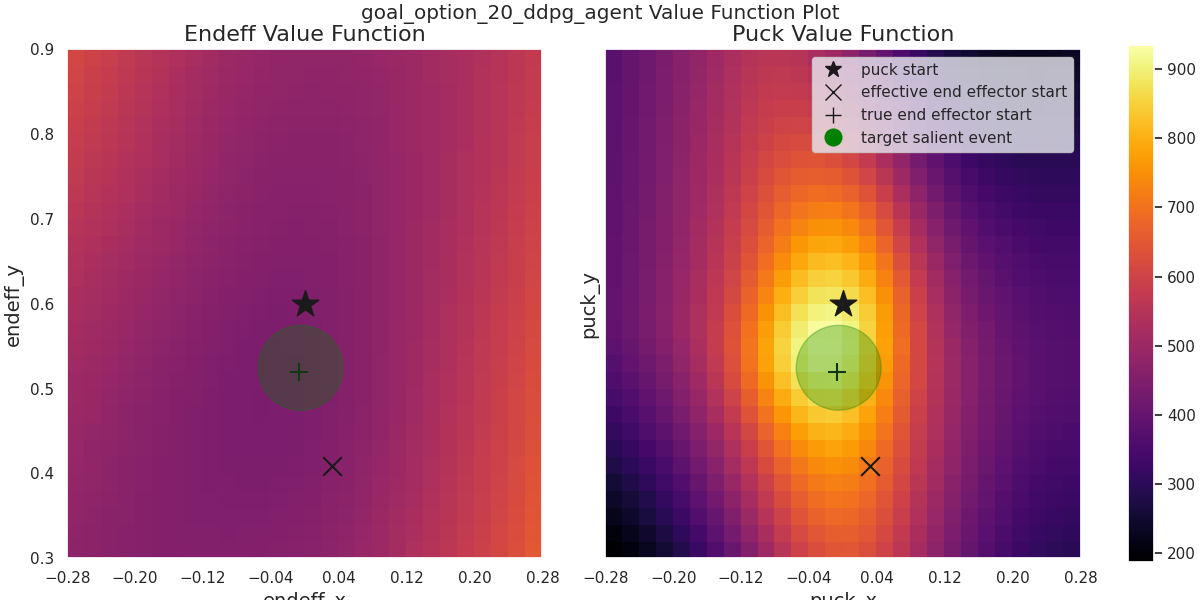 goal_option_20_ddpg_agent Value Function Plot
Endeff Value Function
Puck Value Function
puck start
effective end effector start
true end effector start
target salient event
endeff_y
0.9
0.8
0.7
0.6
0.5
0.4
0.3
−0.28 −0.20 −0.12 −0.04 0.04 0.12 0.20 0.28
endeff_x
puck_y
−0.28 −0.20 −0.12 −0.04 0.04 0.12 0.20 0.28
puck_x
900
800
700
600
500
400
300
200